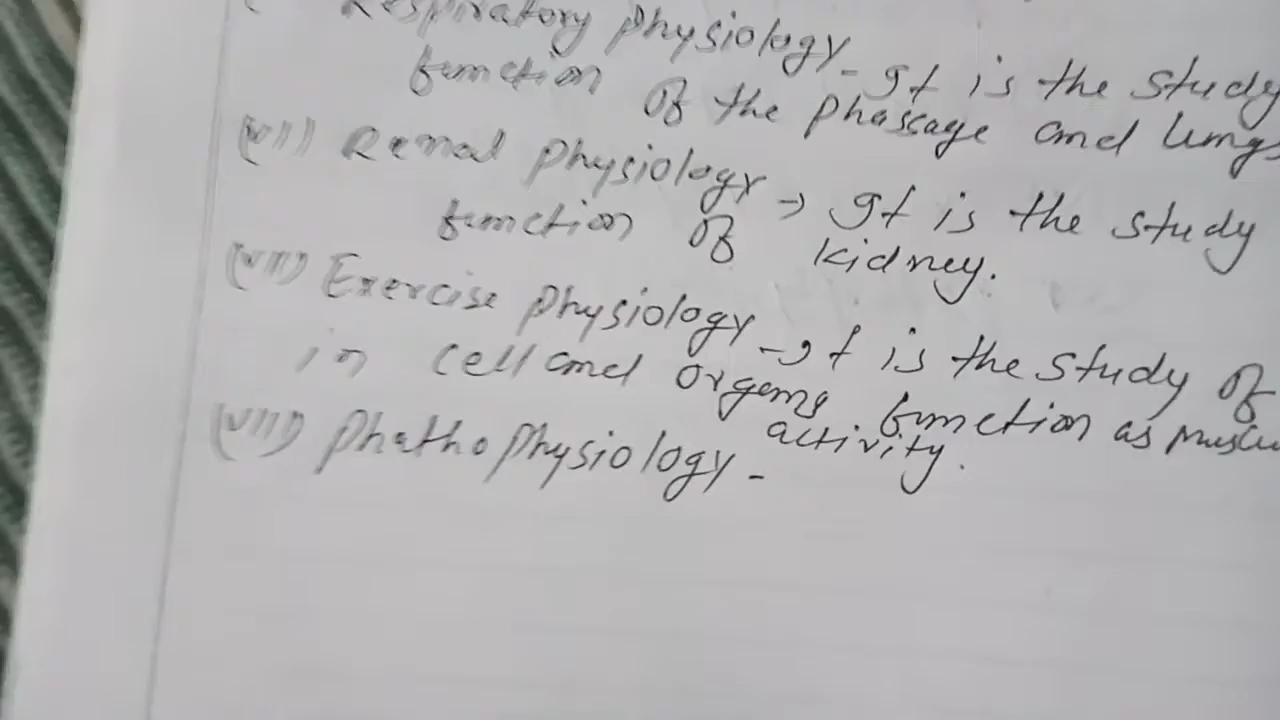 Respiratory Physiology - It is the study
function of the phascage and lungs
(VI) Renal Physiology → It is the study
function of kidney.
(VII) Exercise Physiology - It is the study of
in cell and organs function as muscu
activity.
(VIII) Phatho Physiology -